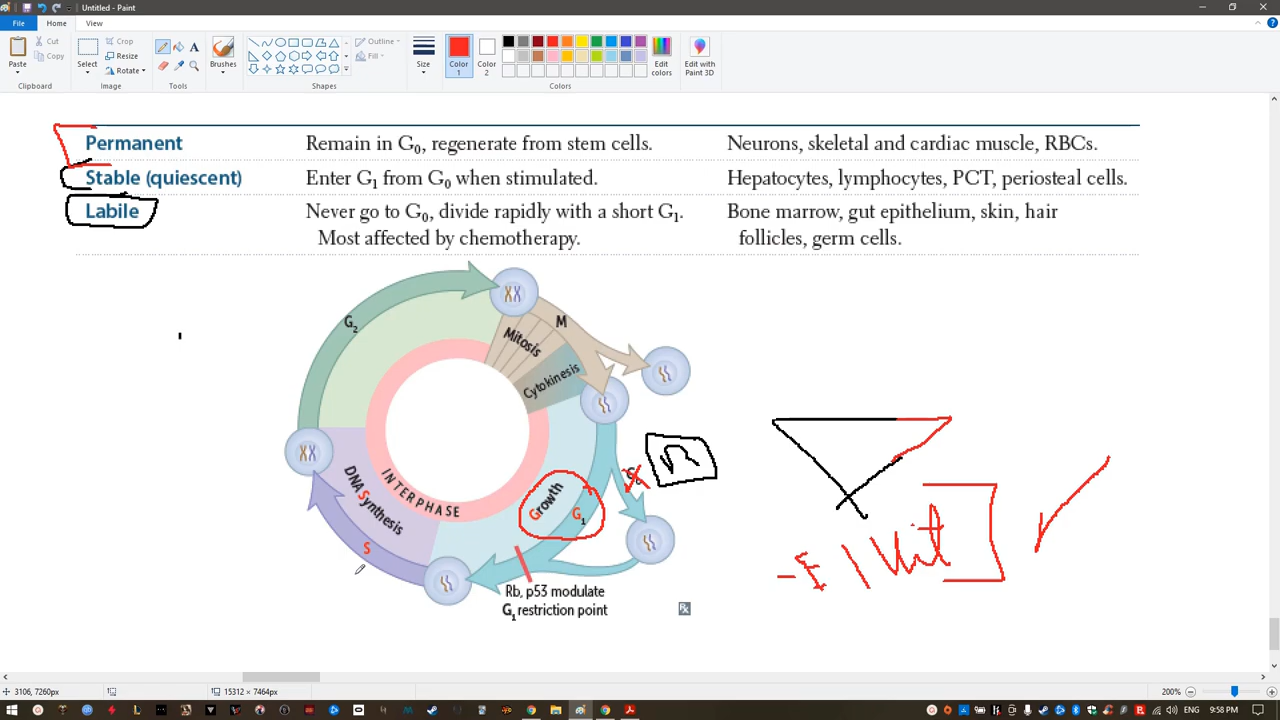 Untitled - Paint
File Home View
Paste Cut Copy Select Crop Resize Rotate A Brushes Outline Fill Size Color 1 Color 2 Edit colors Edit with Paint 3D
Clipboard Image Tools Shapes Colors
Permanent Remain in G0, regenerate from stem cells. Neurons, skeletal and cardiac muscle, RBCs.
Stable (quiescent) Enter G1 from G0 when stimulated. Hepatocytes, lymphocytes, PCT, periosteal cells.
Labile Never go to G0, divide rapidly with a short G1. Bone marrow, gut epithelium, skin, hair
Most affected by chemotherapy. follicles, germ cells.
G2
M
Mitosis
Cytokinesis
G0
Growth
G1
INTERPHASE
DNA Synthesis
S
Rb, p53 modulate
G1 restriction point
Rx
3106, 7260px 15312 × 7464px 200%
ENG 9:58 PM